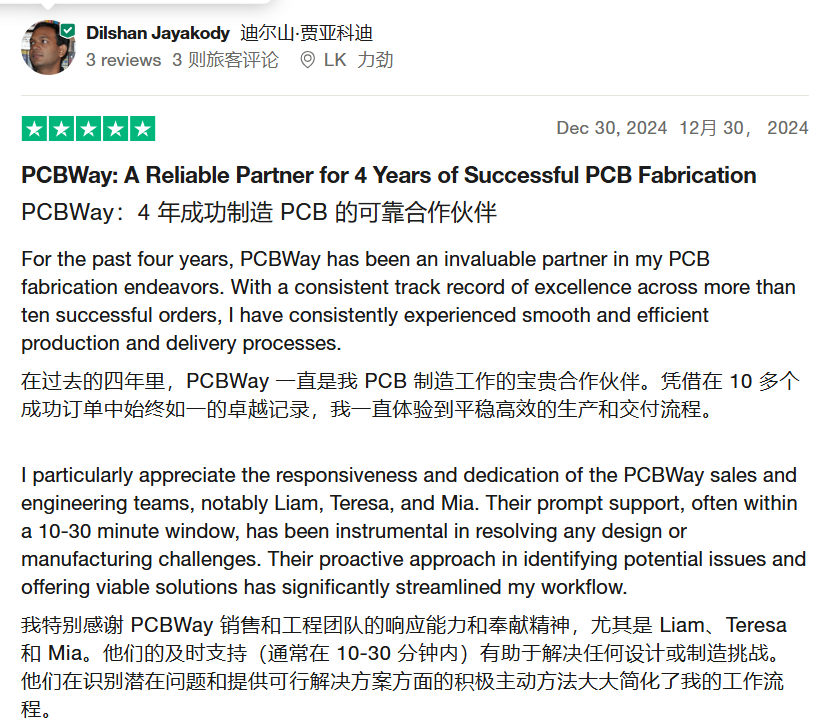 Dilshan Jayakody 迪尔山·贾亚科迪
3 reviews 3 则旅客评论 LK 力劲
Dec 30, 2024 12月 30， 2024
PCBWay: A Reliable Partner for 4 Years of Successful PCB Fabrication
PCBWay：4 年成功制造 PCB 的可靠合作伙伴
For the past four years, PCBWay has been an invaluable partner in my PCB
fabrication endeavors. With a consistent track record of excellence across more than
ten successful orders, I have consistently experienced smooth and efficient
production and delivery processes.
在过去的四年里，PCBWay 一直是我 PCB 制造工作的宝贵合作伙伴。凭借在 10 多个
成功订单中始终如一的卓越记录，我一直体验到平稳高效的生产和交付流程。
I particularly appreciate the responsiveness and dedication of the PCBWay sales and
engineering teams, notably Liam, Teresa, and Mia. Their prompt support, often within
a 10-30 minute window, has been instrumental in resolving any design or
manufacturing challenges. Their proactive approach in identifying potential issues and
offering viable solutions has significantly streamlined my workflow.
我特别感谢 PCBWay 销售和工程团队的响应能力和奉献精神，尤其是 Liam、Teresa
和 Mia。他们的及时支持（通常在 10-30 分钟内）有助于解决任何设计或制造挑战。
他们在识别潜在问题和提供可行解决方案方面的积极主动方法大大简化了我的工作流
程。